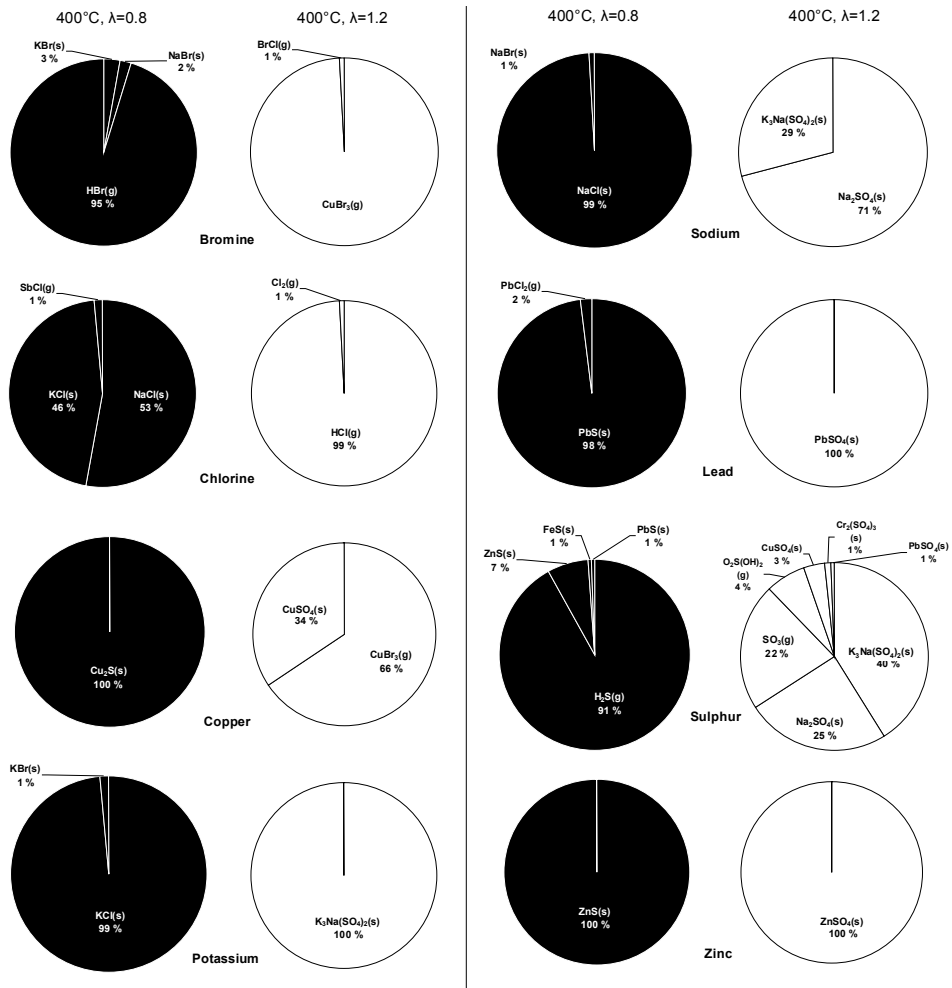 400°C, λ=0.8
400°C, λ=1.2
KBr(s)
3 %
NaBr(s)
2 %
HBr(g)
95 %
BrCl(g)
1 %
CuBr₃(g)
Bromine
SbCl(g)
1 %
KCl(s)
46 %
NaCl(s)
53 %
Cl₂(g)
1 %
HCl(g)
99 %
Chlorine
Cu₂S(s)
100 %
CuSO₄(s)
34 %
CuBr₃(g)
66 %
Copper
KBr(s)
1 %
KCl(s)
99 %
K₃Na(SO₄)₂(s)
100 %
Potassium
400°C, λ=0.8
400°C, λ=1.2
NaBr(s)
1 %
NaCl(s)
99 %
K₃Na(SO₄)₂(s)
29 %
Na₂SO₄(s)
71 %
Sodium
PbCl₂(g)
2 %
PbS(s)
98 %
PbSO₄(s)
100 %
Lead
ZnS(s)
7 %
FeS(s)
1 %
PbS(s)
1 %
H₂S(g)
91 %
O₂S(OH)₂
(g)
4 %
CuSO₄(s)
3 %
Cr₂(SO₄)₃
(s)
1 %
PbSO₄(s)
1 %
SO₃(g)
22 %
K₃Na(SO₄)₂(s)
40 %
Na₂SO₄(s)
25 %
Sulphur
ZnS(s)
100 %
ZnSO₄(s)
100 %
Zinc